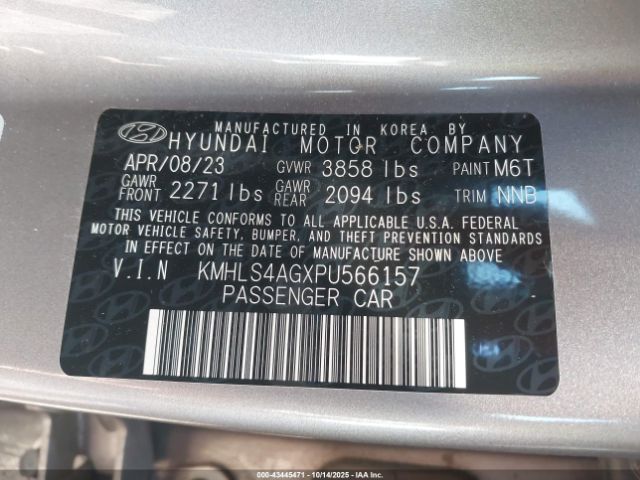 MANUFACTURED IN KOREA BY
HYUNDAI MOTOR COMPANY
APR/08/23 GVWR 3858 lbs PAINT M6T
GAWR FRONT 2271 lbs GAWR REAR 2094 lbs TRIM NNB
THIS VEHICLE CONFORMS TO ALL APPLICABLE U.S.A. FEDERAL
MOTOR VEHICLE SAFETY, BUMPER, AND THEFT PREVENTION STANDARDS
IN EFFECT ON THE DATE OF MANUFACTURE SHOWN ABOVE.
V.I.N KMHLS4AGXPU566157
PASSENGER CAR
© 000-43445471 10/14/2025 - IAAI.COM